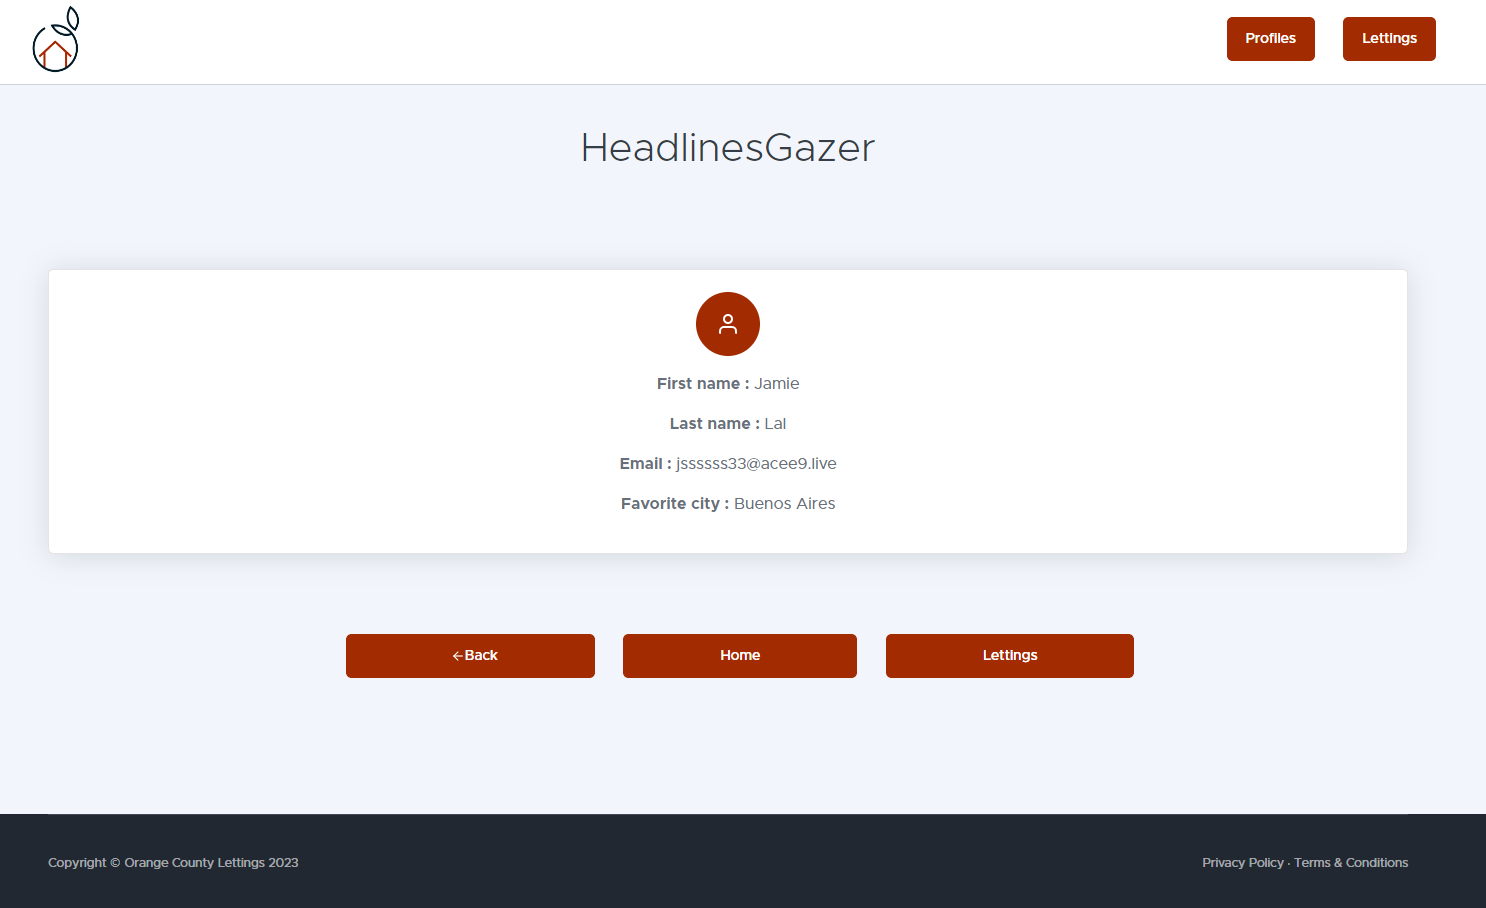 Profiles
Lettings
HeadlinesGazer
First name : Jamie
Last name : Lal
Email : jssssss33@acee9.live
Favorite city : Buenos Aires
←Back
Home
Lettings
Copyright © Orange County Lettings 2023
Privacy Policy · Terms & Conditions